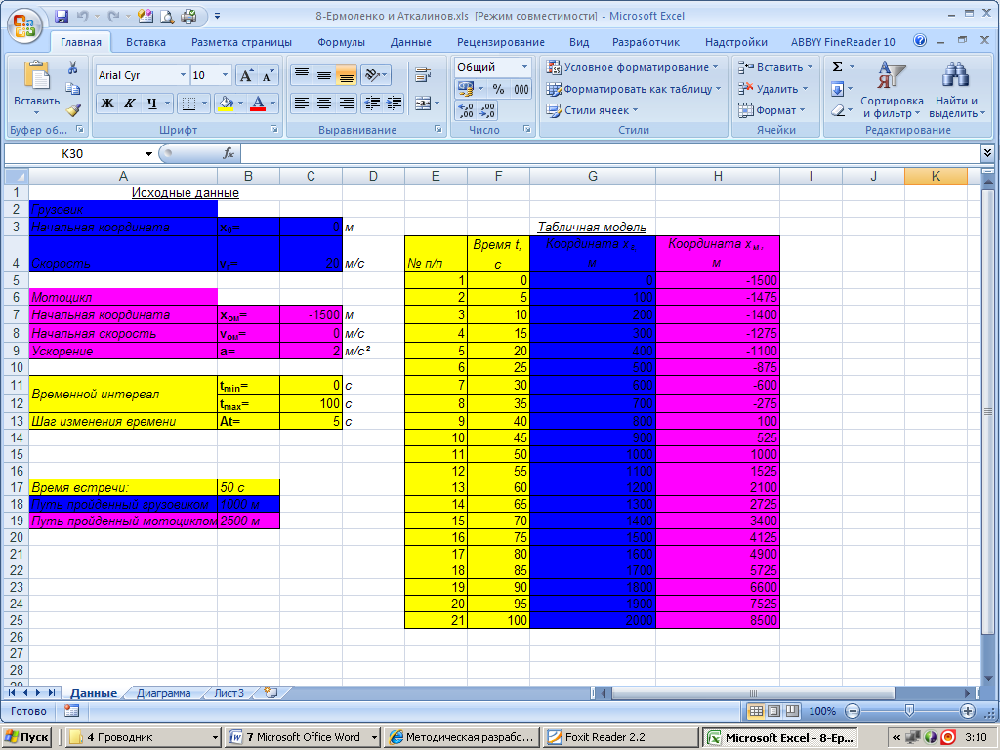 8-Ермоленко и Аткалинов.xls [Режим совместимости] - Microsoft Excel
Главная Вставка Разметка страницы Формулы Данные Рецензирование Вид Разработчик Надстройки ABBYY FineReader 10
Arial Cyr 10 Общий Условное форматирование Вставить Σ
Вставить % 000 Форматировать как таблицу Удалить Сортировка и фильтр Найти и выделить
Ж К Ч А Стили ячеек Формат
Буфер об... Шрифт Выравнивание Число Стили Ячейки Редактирование
K30 fx
A B C D E F G H I J K
1 Исходные данные
2 Грузовик
3 Начальная координата x₀= 0 м Табличная модель
4 Скорость 20 м/с № п/п Время t, с Координата x м Координата x м, м
5 1 0 0 -1500
6 Мотоцикл 2 5 100 -1475
7 Начальная координата xом= -1500 м 3 10 200 -1400
8 Начальная скорость vом= 0 м/с 4 15 300 -1275
9 Ускорение a= 2 м/с² 5 20 400 -1100
10 6 25 500 -875
11 Временной интервал tmin= 0 с 7 30 600 -600
12 tmax= 100 с 8 35 700 -275
13 Шаг изменения времени At= 5 с 9 40 800 100
14 10 45 900 525
15 11 50 1000 1000
16 12 55 1100 1525
17 Время встречи: 50 с 13 60 1200 2100
18 Путь пройденный грузовиком 1000 м 14 65 1300 2725
19 Путь пройденный мотоциклом 2500 м 15 70 1400 3400
20 16 75 1500 4125
21 17 80 1600 4900
22 18 85 1700 5725
23 19 90 1800 6600
24 20 95 1900 7525
25 21 100 2000 8500
26
27
28
Данные Диаграмма Лист3
Готово 100%
Пуск 4 Проводник 7 Microsoft Office Word Методическая разрабо... Foxit Reader 2.2 Microsoft Excel - 8-Ер... « 3:10